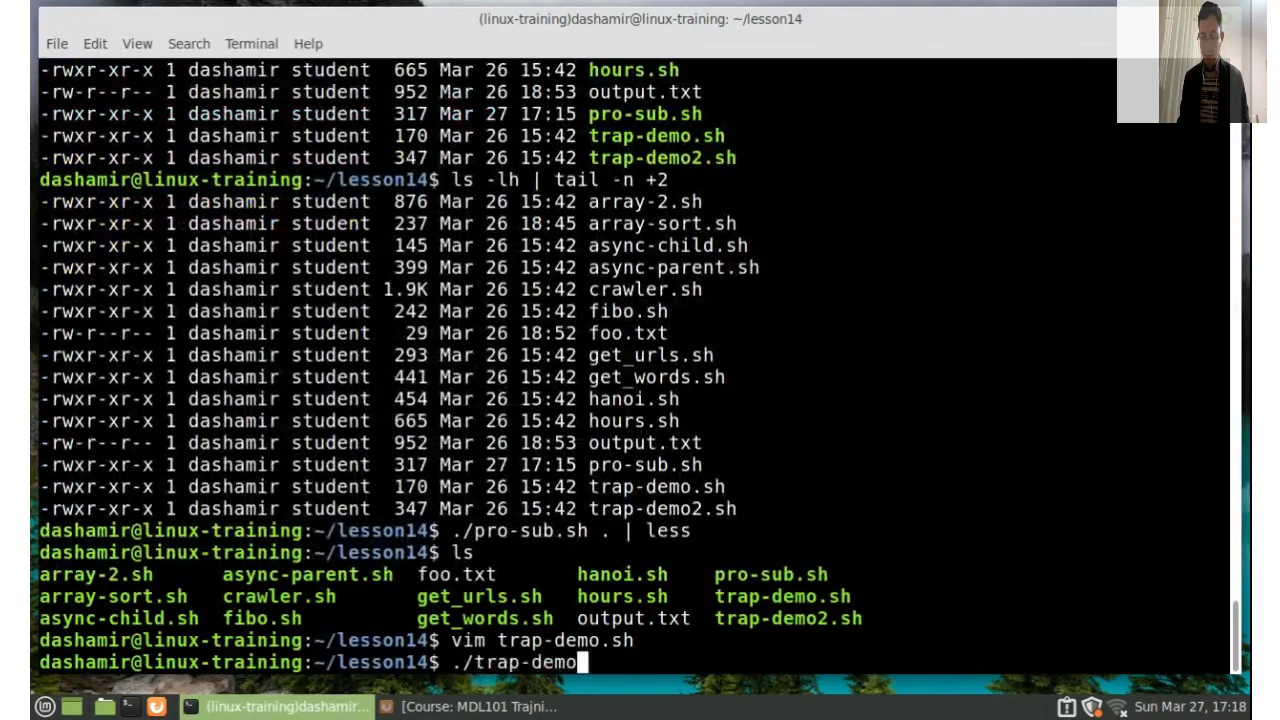 (linux-training)dashamir@linux-training: ~/lesson14
File Edit View Search Terminal Help
-rwxr-xr-x 1 dashamir student  665 Mar 26 15:42 hours.sh
-rw-r--r-- 1 dashamir student  952 Mar 26 18:53 output.txt
-rwxr-xr-x 1 dashamir student  317 Mar 27 17:15 pro-sub.sh
-rwxr-xr-x 1 dashamir student  170 Mar 26 15:42 trap-demo.sh
-rwxr-xr-x 1 dashamir student  347 Mar 26 15:42 trap-demo2.sh
dashamir@linux-training:~/lesson14$ ls -lh | tail -n +2
-rwxr-xr-x 1 dashamir student  876 Mar 26 15:42 array-2.sh
-rwxr-xr-x 1 dashamir student  237 Mar 26 18:45 array-sort.sh
-rwxr-xr-x 1 dashamir student  145 Mar 26 15:42 async-child.sh
-rwxr-xr-x 1 dashamir student  399 Mar 26 15:42 async-parent.sh
-rwxr-xr-x 1 dashamir student 1.9K Mar 26 15:42 crawler.sh
-rwxr-xr-x 1 dashamir student  242 Mar 26 15:42 fibo.sh
-rw-r--r-- 1 dashamir student   29 Mar 26 18:52 foo.txt
-rwxr-xr-x 1 dashamir student  293 Mar 26 15:42 get_urls.sh
-rwxr-xr-x 1 dashamir student  441 Mar 26 15:42 get_words.sh
-rwxr-xr-x 1 dashamir student  454 Mar 26 15:42 hanoi.sh
-rwxr-xr-x 1 dashamir student  665 Mar 26 15:42 hours.sh
-rw-r--r-- 1 dashamir student  952 Mar 26 18:53 output.txt
-rwxr-xr-x 1 dashamir student  317 Mar 27 17:15 pro-sub.sh
-rwxr-xr-x 1 dashamir student  170 Mar 26 15:42 trap-demo.sh
-rwxr-xr-x 1 dashamir student  347 Mar 26 15:42 trap-demo2.sh
dashamir@linux-training:~/lesson14$ ./pro-sub.sh . | less
dashamir@linux-training:~/lesson14$ ls
array-2.sh async-parent.sh foo.txt hanoi.sh pro-sub.sh
array-sort.sh crawler.sh get_urls.sh hours.sh trap-demo.sh
async-child.sh fibo.sh get_words.sh output.txt trap-demo2.sh
dashamir@linux-training:~/lesson14$ vim trap-demo.sh
dashamir@linux-training:~/lesson14$ ./trap-demo
(linux-training)dashamir... [Course: MDL101 Trajni... Sun Mar 27, 17:18